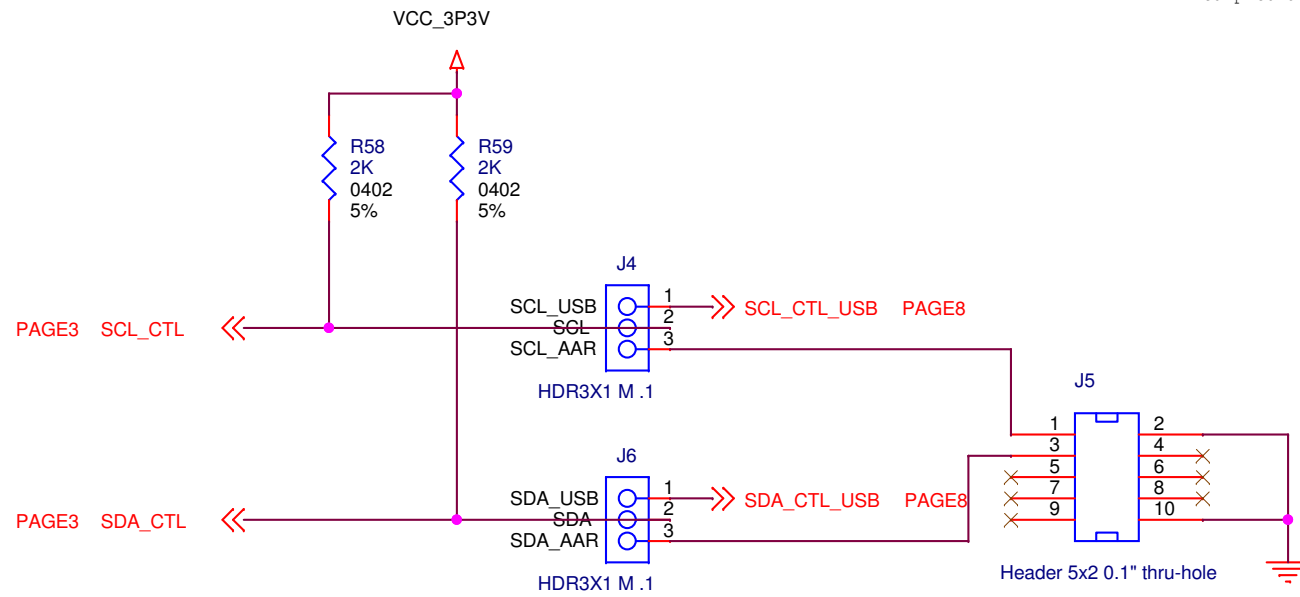 VCC_3P3V
R58
2K
0402
5%
R59
2K
0402
5%
J4
SCL_USB 1 SCL_CTL_USB PAGE8
PAGE3 SCL_CTL SCL 2
SCL_AAR 3
HDR3X1 M .1
J5
1 2
3 4
5 6
7 8
9 10
Header 5x2 0.1" thru-hole
J6
SDA_USB 1 SDA_CTL_USB PAGE8
PAGE3 SDA_CTL SDA 2
SDA_AAR 3
HDR3X1 M .1